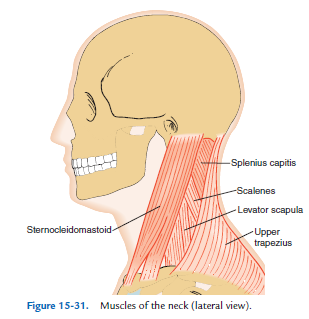 Splenius capitis
Scalenes
Levator scapula
Sternocleidomastoid
Upper
trapezius
Figure 15-31. Muscles of the neck (lateral view).